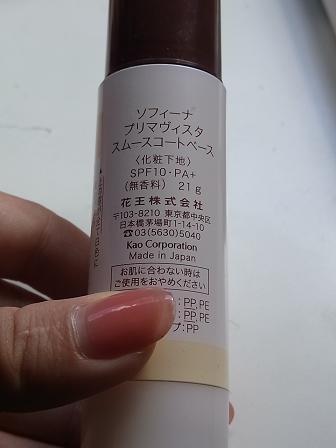 ソフィーナ
プリマヴィスタ
スムースコートベース
〈化粧下地〉
SPF10・PA+
(無香料) 21g
花王株式会社
〒103-8210 東京都中央区
日本橋茅場町1-14-10
☎03(5630)5040
Kao Corporation
Made in Japan
お肌に合わない時は
ご使用をおやめください
: PP,PE
: PP,PE
プ:PP